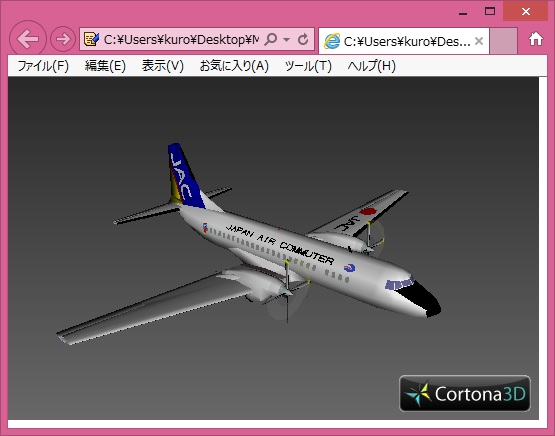 C:¥Users¥kuro¥Desktop¥M
C:¥Users¥kuro¥Des...
ファイル(F) 編集(E) 表示(V) お気に入り(A) ツール(T) ヘルプ(H)
JAC
JAC
JAPAN AIR COMMUTER
Cortona3D